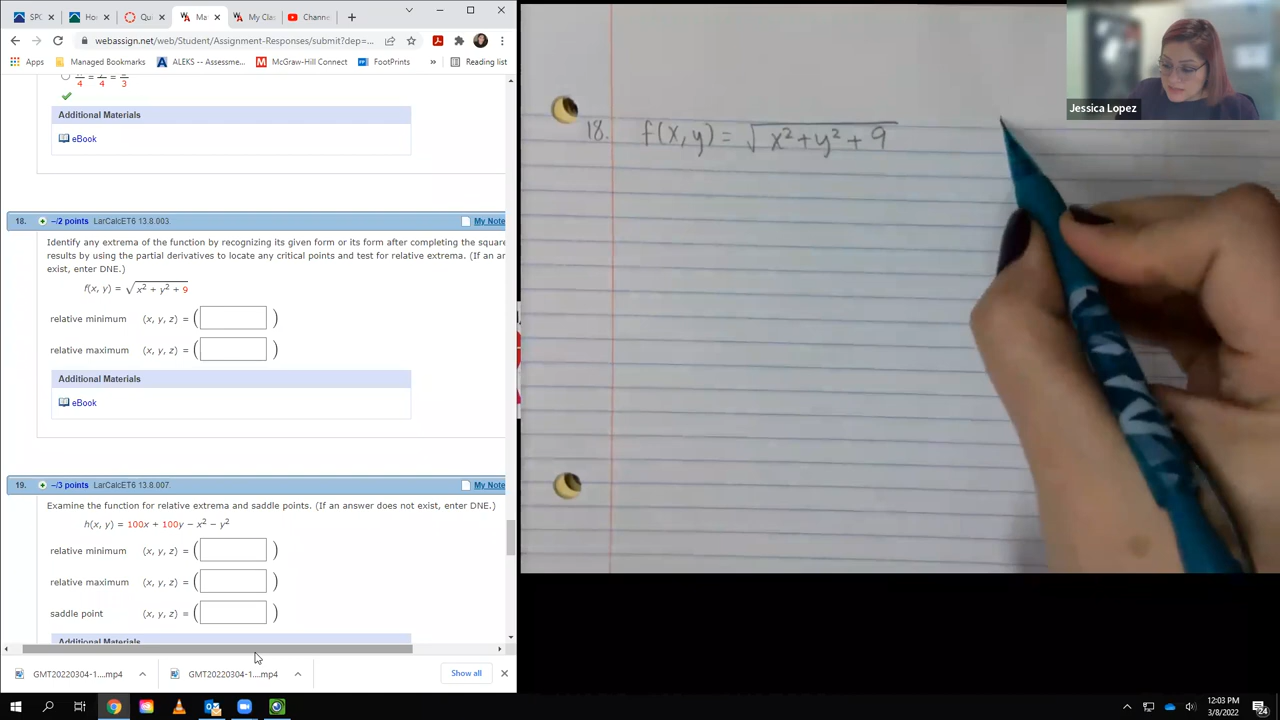 SPC
Hor
Qui
Ma
My Cla
Channe
webassign.net/web/Student/Assignment-Responses/submit?dep=...
Apps
Managed Bookmarks
ALEKS -- Assessme...
McGraw-Hill Connect
FootPrints
»
Reading list
4 = 4 = 3
Additional Materials
eBook
18. –/2 points LarCalcET6 13.8.003. My Note
Identify any extrema of the function by recognizing its given form or its form after completing the square
results by using the partial derivatives to locate any critical points and test for relative extrema. (If an
exist, enter DNE.)
f(x, y) = √x² + y² + 9
relative minimum (x, y, z) = ( )
relative maximum (x, y, z) = ( )
Additional Materials
eBook
19. –/3 points LarCalcET6 13.8.007. My Note
Examine the function for relative extrema and saddle points. (If an answer does not exist, enter DNE.)
h(x, y) = 100x + 100y − x² − y²
relative minimum (x, y, z) = ( )
relative maximum (x, y, z) = ( )
saddle point (x, y, z) = ( )
Additional Materials
GMT20220304-1....mp4
GMT20220304-1....mp4
Show all
18. f(x,y) = √x²+y²+9
Jessica Lopez
12:03 PM
3/8/2022
24